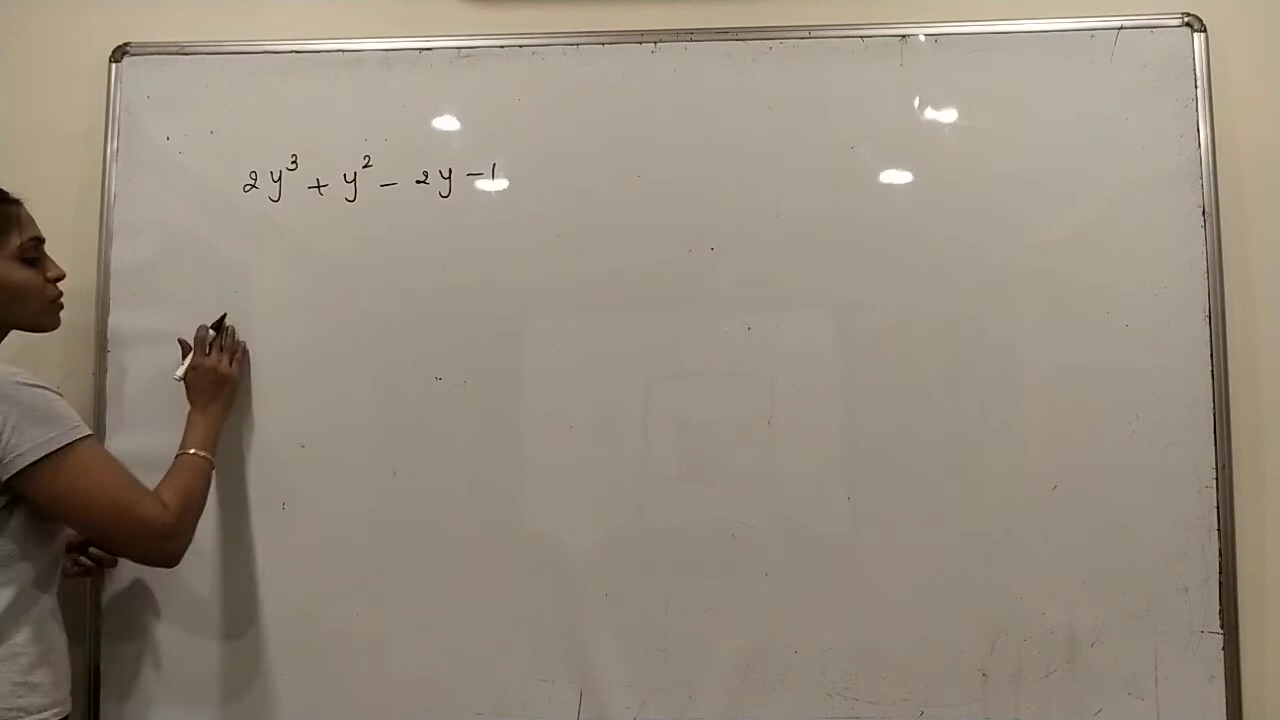 2y³ + y² - 2y - 1